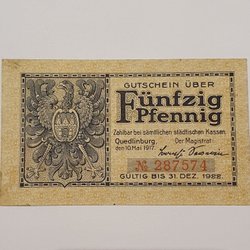 GUTSCHEIN ÜBER
Fünfzig
Pfennig
Zahlbar bei sämtlichen städtischen Kassen.
Quedlinburg, Der Magistrat:
den 10. Mai 1917.
№ 287574
GÜLTIG BIS 31. DEZ. 1922.